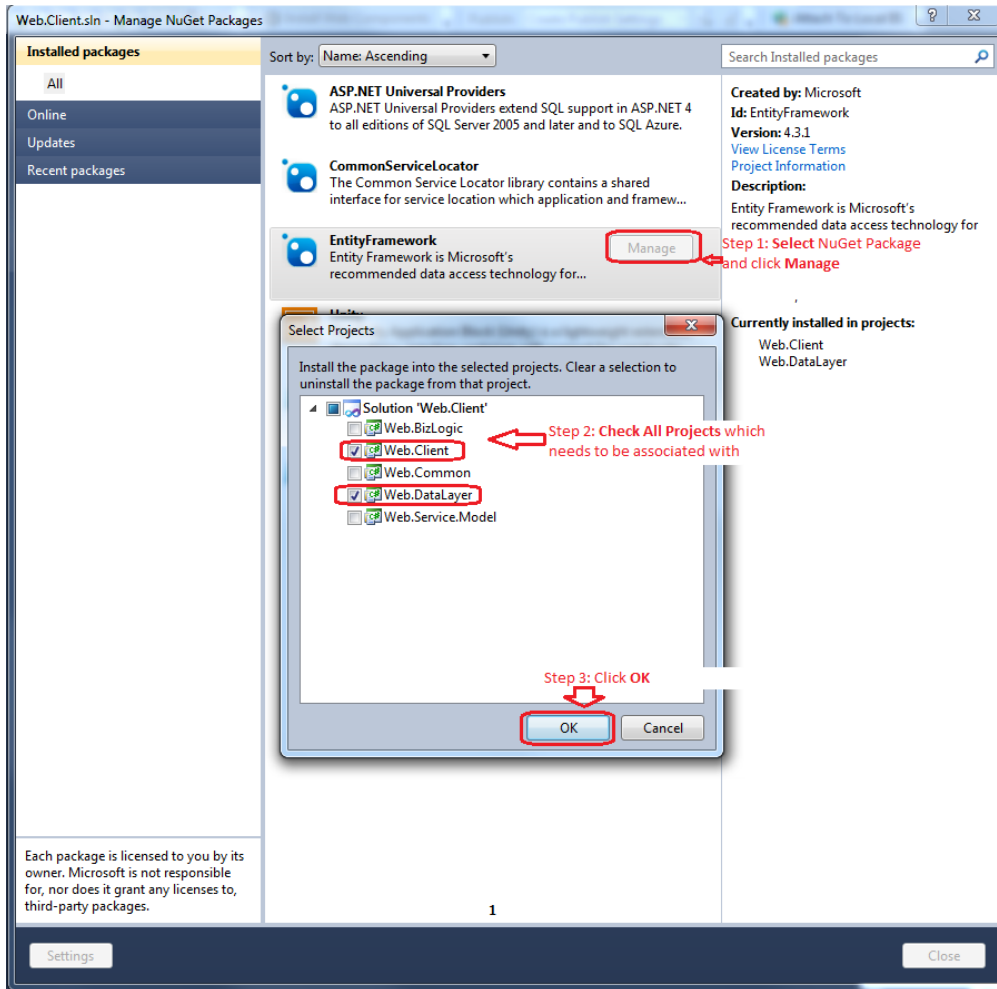 Web.Client.sln - Manage NuGet Packages
Installed packages
All
Online
Updates
Recent packages
Each package is licensed to you by its
owner. Microsoft is not responsible
for, nor does it grant any licenses to,
third-party packages.
Settings
Sort by: Name: Ascending
ASP.NET Universal Providers
ASP.NET Universal Providers extend SQL support in ASP.NET 4
to all editions of SQL Server 2005 and later and to SQL Azure.
CommonServiceLocator
The Common Service Locator library contains a shared
interface for service location which application and framew...
EntityFramework
Entity Framework is Microsoft's
recommended data access technology for...
Manage
Unity
Select Projects
Install the package into the selected projects. Clear a selection to
uninstall the package from that project.
Solution 'Web.Client'
Web.BizLogic
Web.Client
Web.Common
Web.DataLayer
Web.Service.Model
Step 2: Check All Projects which
needs to be associated with
Step 3: Click OK
OK Cancel
1
Search Installed packages
Created by: Microsoft
Id: EntityFramework
Version: 4.3.1
View License Terms
Project Information
Description:
Entity Framework is Microsoft's
recommended data access technology for
Step 1: Select NuGet Package
and click Manage
Currently installed in projects:
Web.Client
Web.DataLayer
Close